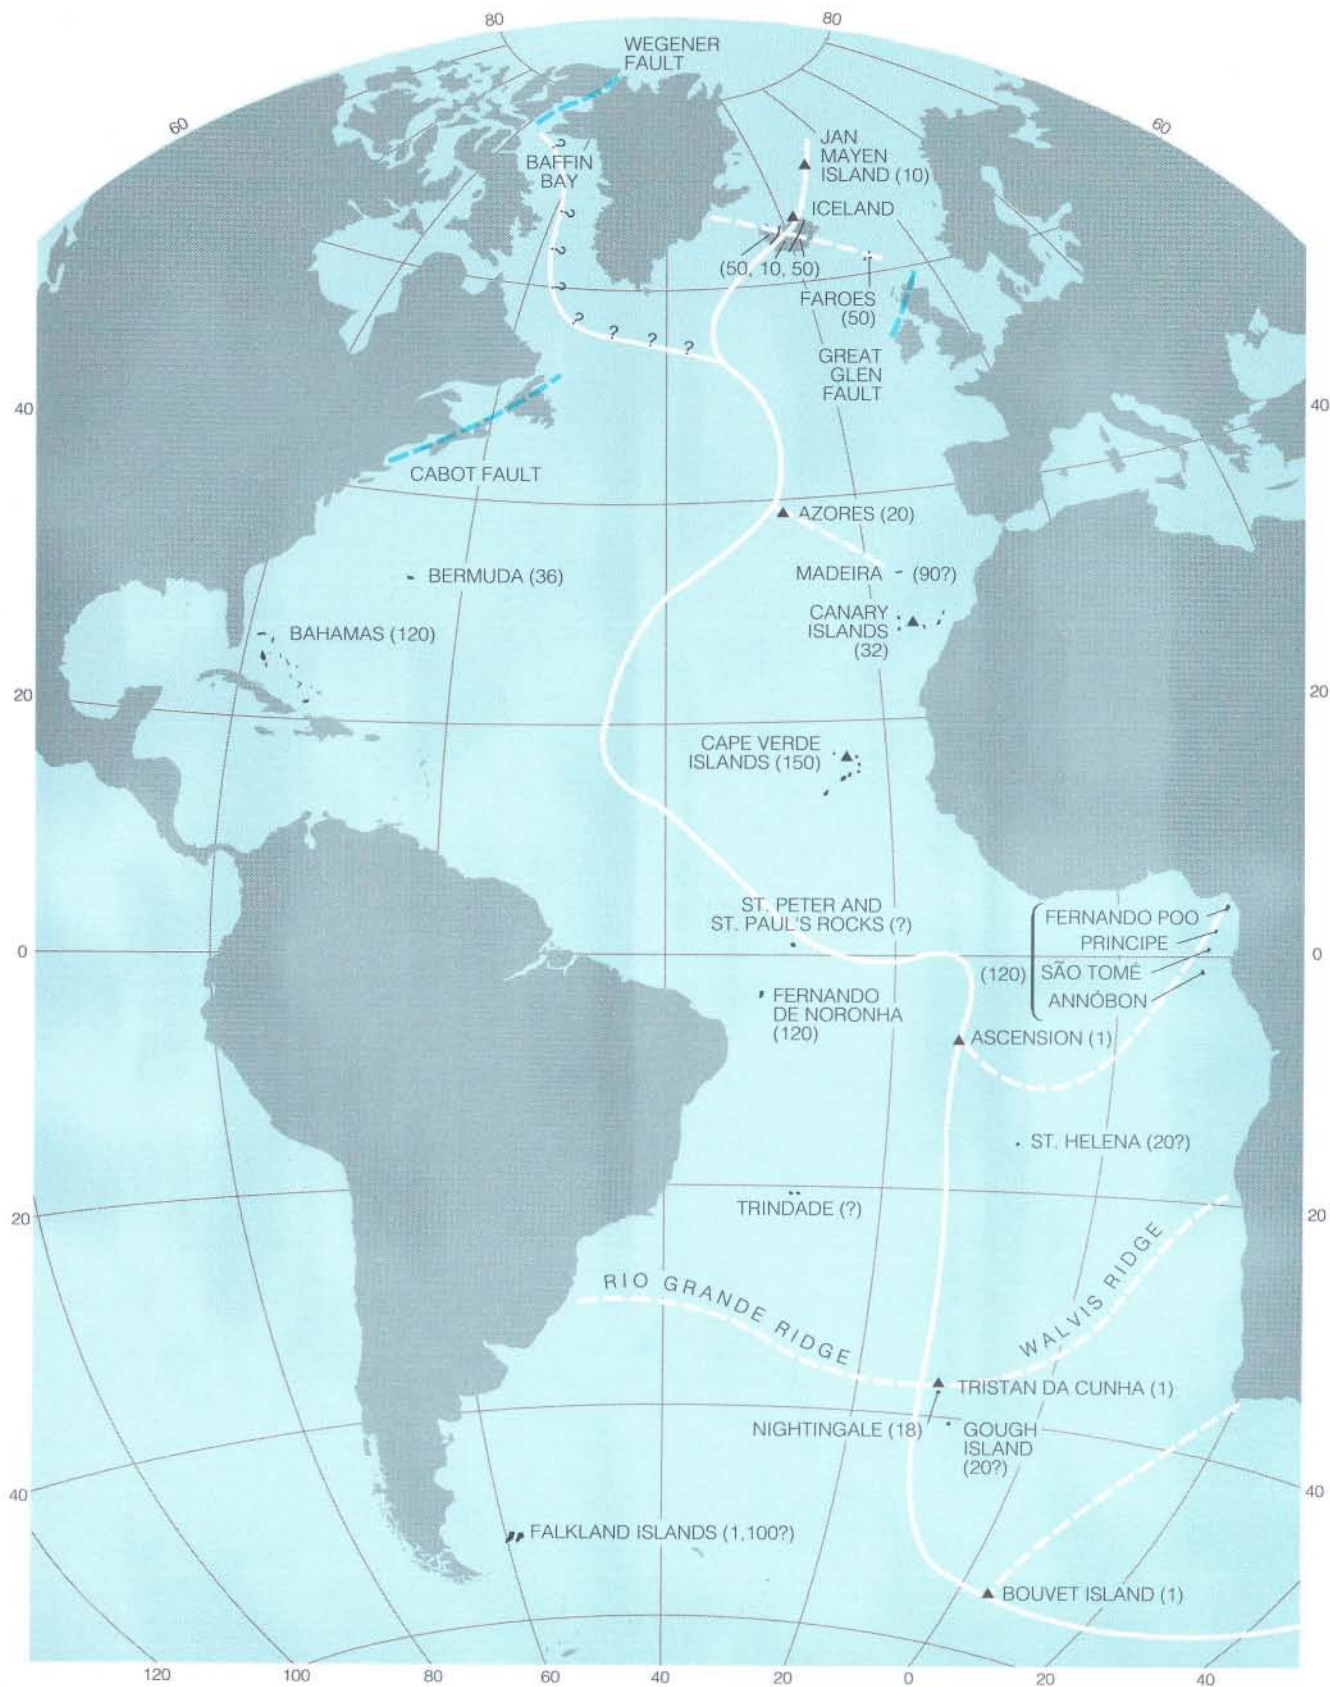 80
80
WEGENER
FAULT
60
60
JAN
MAYEN
ISLAND (10)
BAFFIN
BAY
?
?
?
?
?
?
?
?
ICELAND
(50, 10, 50)
FAROES
(50)
GREAT
GLEN
FAULT
40
40
CABOT FAULT
AZORES (20)
BERMUDA (36)
MADEIRA
(90?)
CANARY
ISLANDS
(32)
BAHAMAS (120)
20
20
CAPE VERDE
ISLANDS (150)
ST. PETER AND
ST. PAUL'S ROCKS (?)
FERNANDO POO
PRINCIPE
(120)
SÃO TOMÉ
ANNÓBON
0
0
FERNANDO
DE NORONHA
(120)
ASCENSION (1)
ST. HELENA (20?)
TRINDADE (?)
20
20
RIO GRANDE RIDGE
WALVIS RIDGE
TRISTAN DA CUNHA (1)
NIGHTINGALE (18)
GOUGH
ISLAND
(20?)
40
40
FALKLAND ISLANDS (1,100?)
BOUVET ISLAND (1)
120
100
80
60
40
20
0
20
40